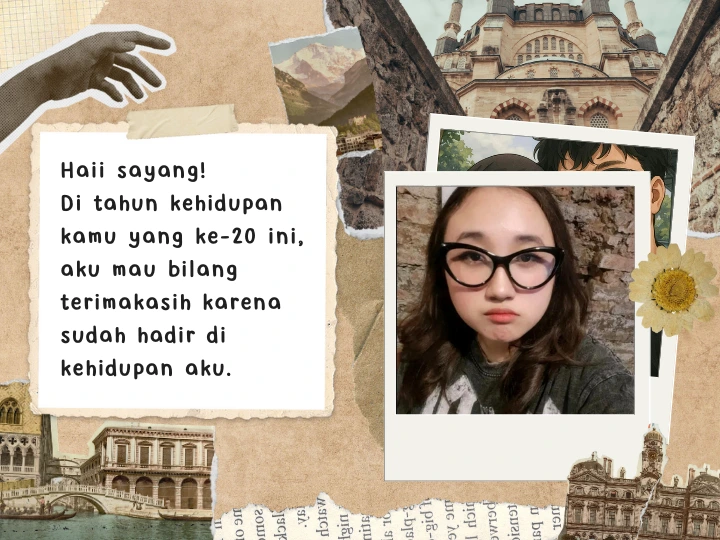 Haii sayang!
Di tahun kehidupan
kamu yang ke-20 ini,
aku mau bilang
terimakasih karena
sudah hadir di
kehidupan aku.